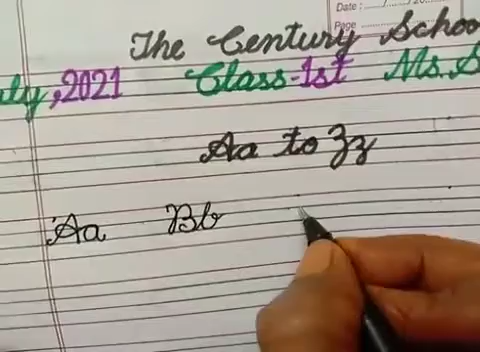 Date :
Page
The Century Schoo
ly, 2021 Class-1st Ms. S
Aa to Zz
Aa Bb